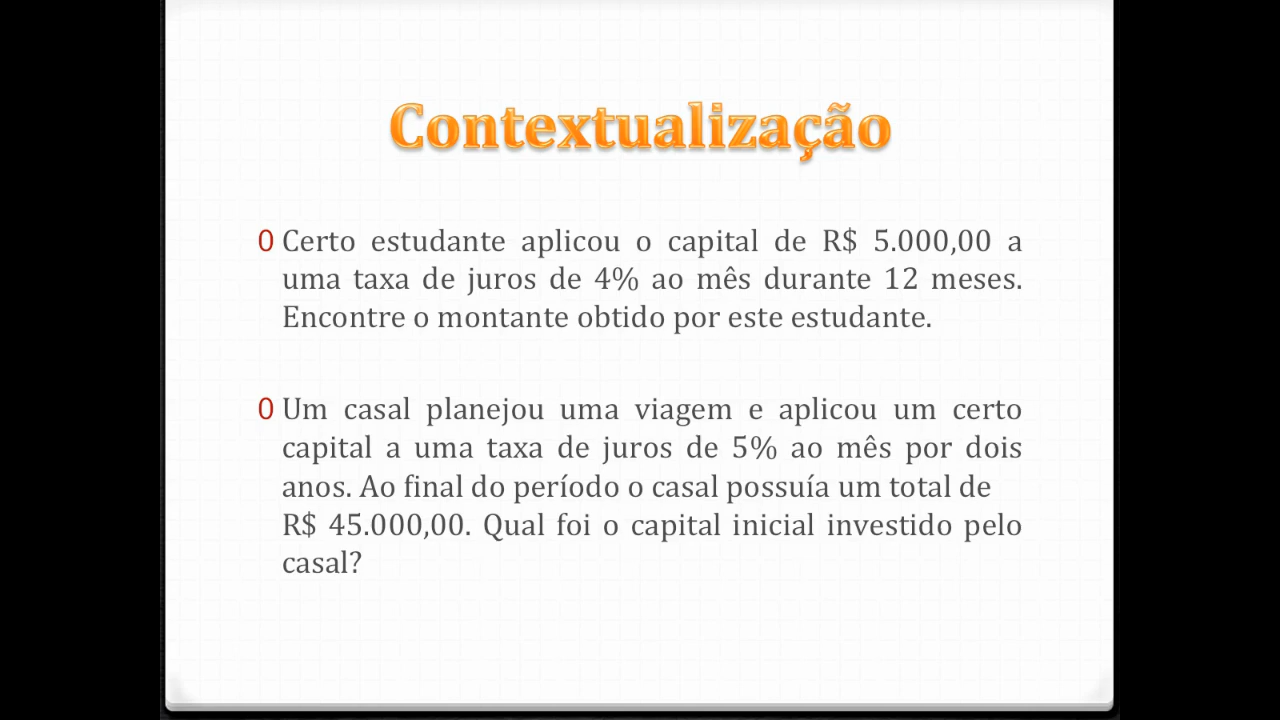 Contextualização
0 Certo estudante aplicou o capital de R$ 5.000,00 a
uma taxa de juros de 4% ao mês durante 12 meses.
Encontre o montante obtido por este estudante.
0 Um casal planejou uma viagem e aplicou um certo
capital a uma taxa de juros de 5% ao mês por dois
anos. Ao final do período o casal possuía um total de
R$ 45.000,00. Qual foi o capital inicial investido pelo
casal?